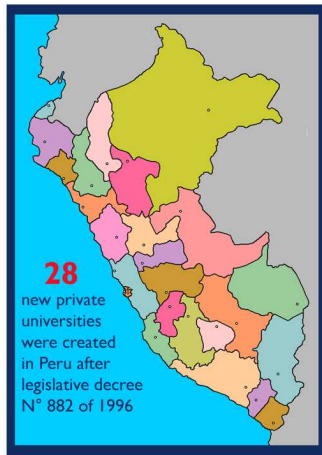 28
new private
universities
were created
in Peru after
legislative decree
N° 882 of 1996